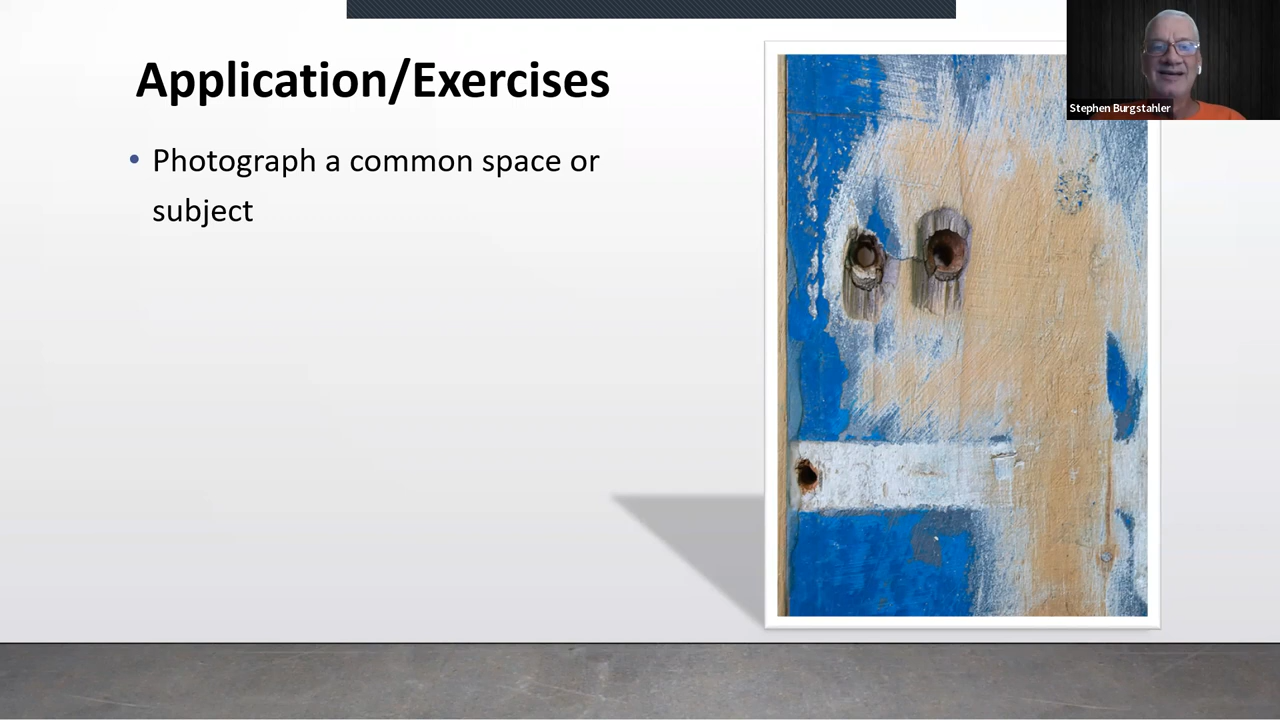 Application/Exercises
• Photograph a common space or
subject
Stephen Burgstahler